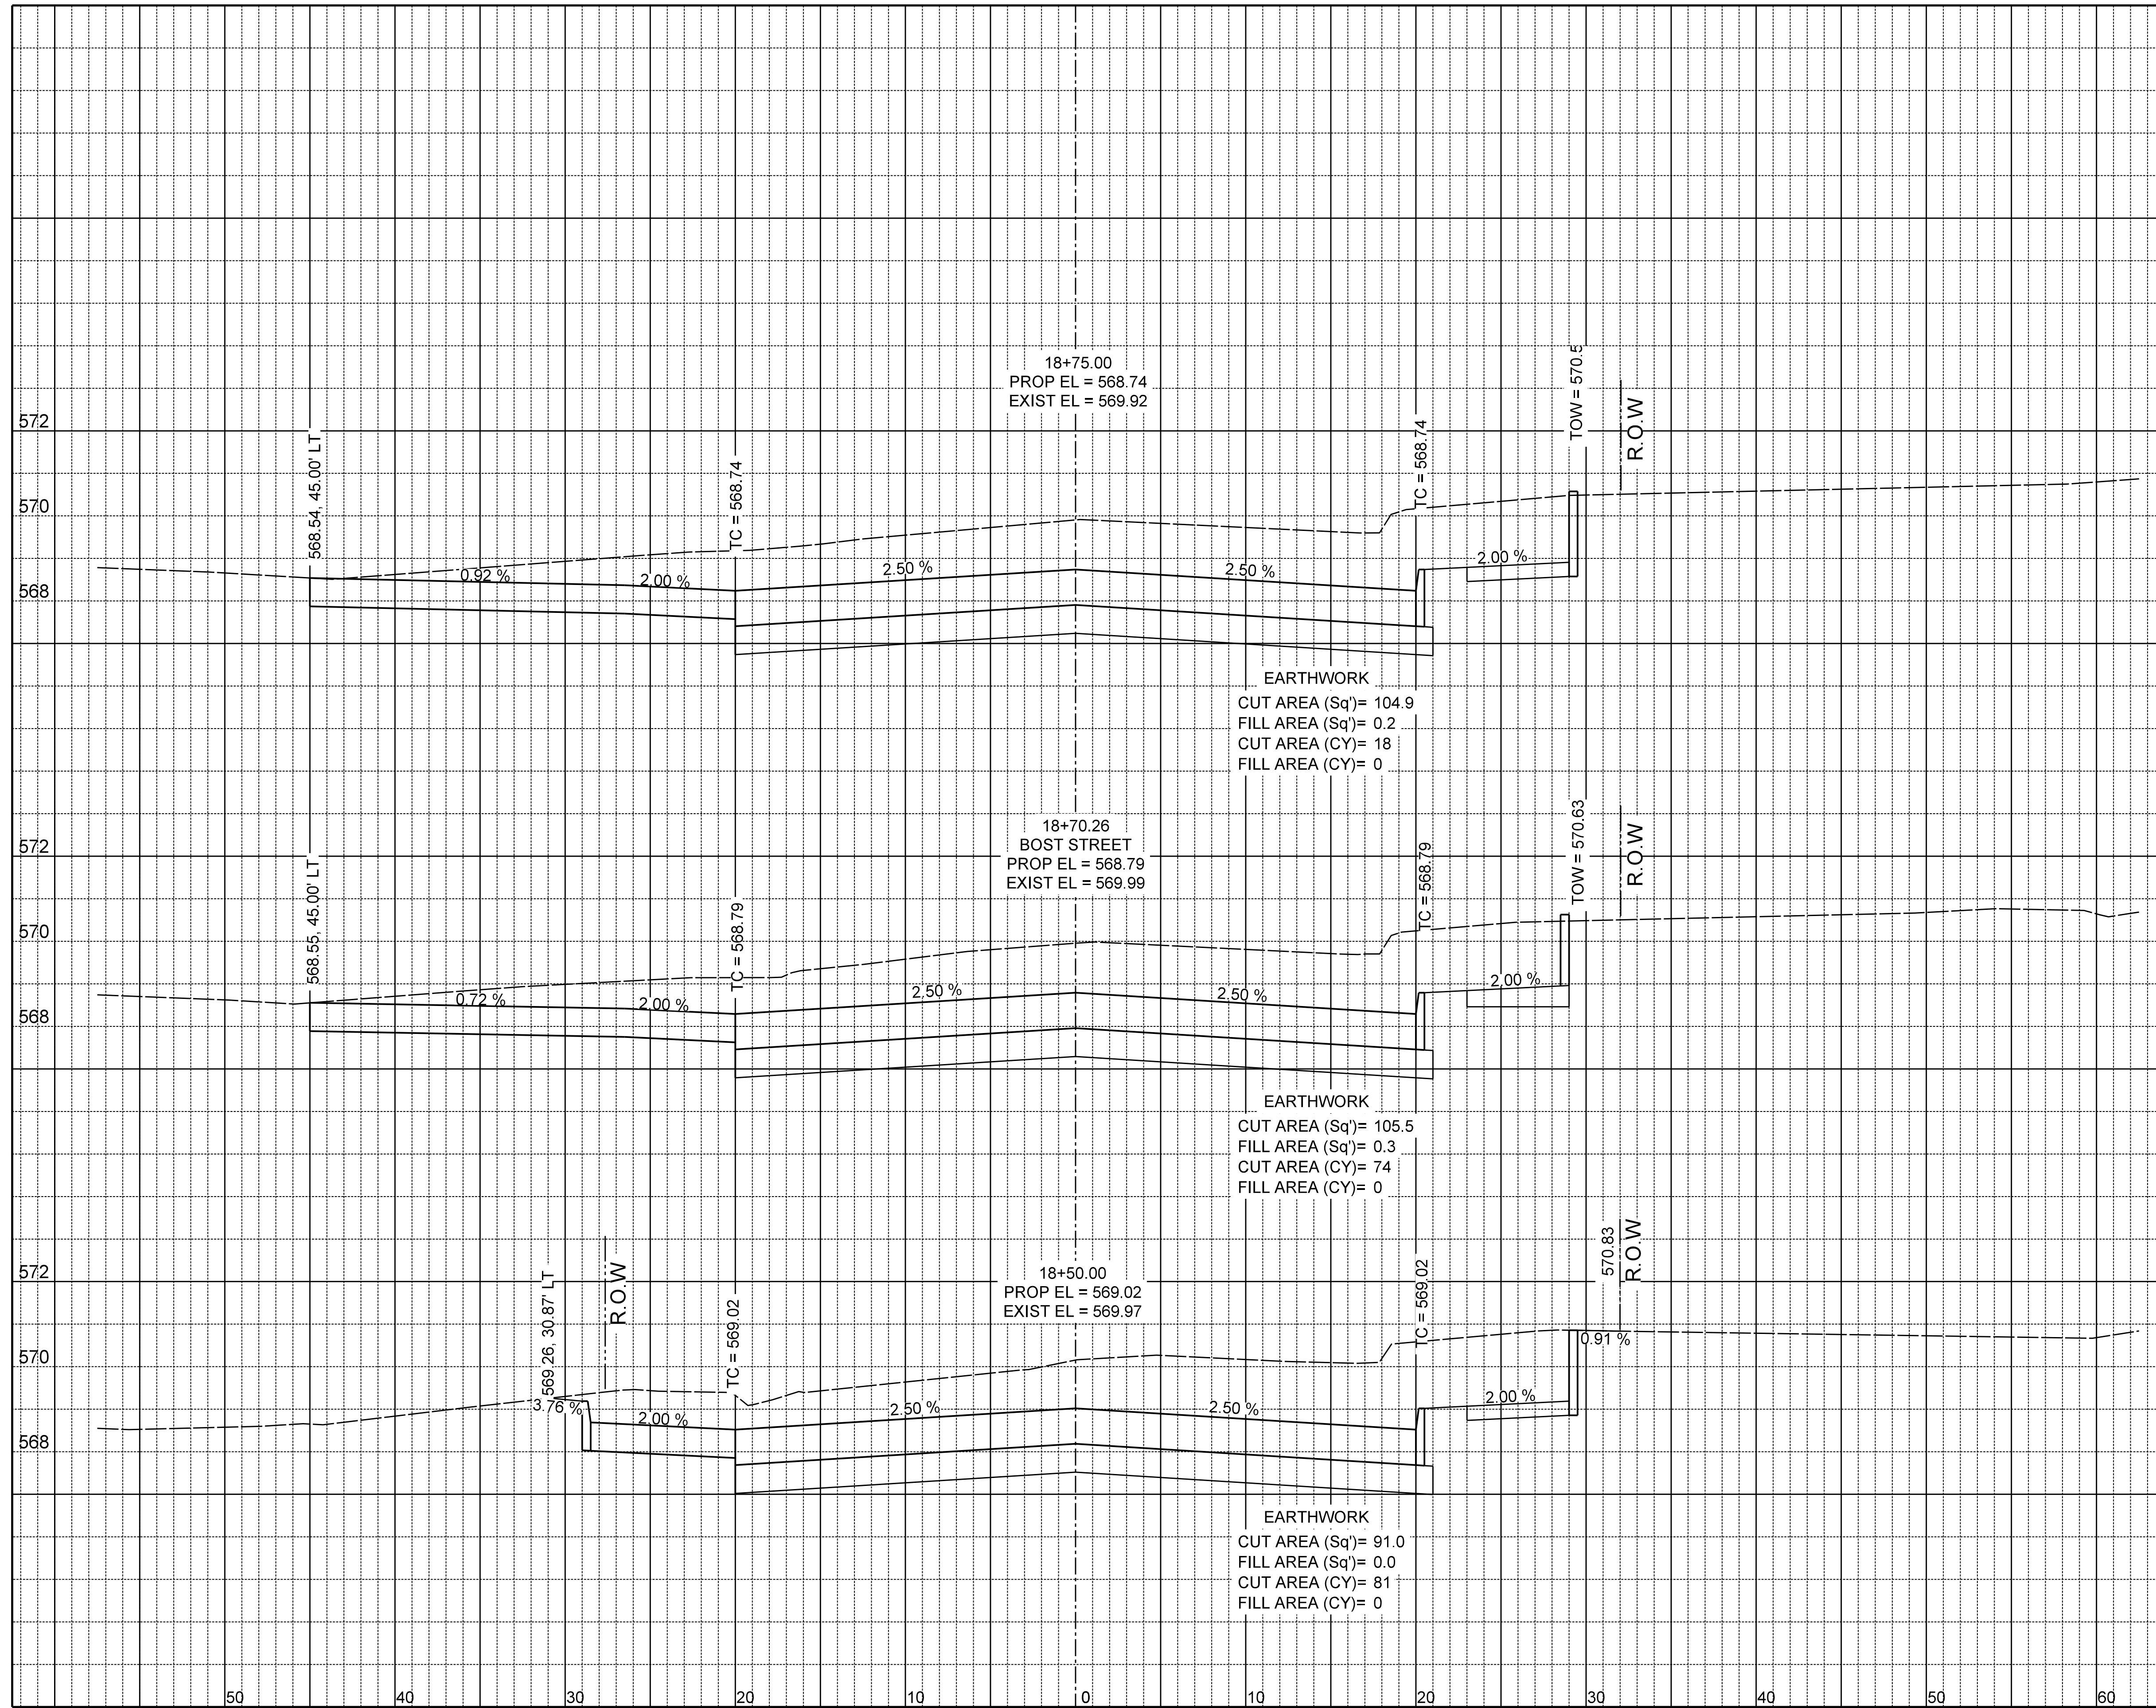 18+75.00
PROP EL = 568.74
EXIST EL = 569.92
TOW = 570.5
R.O.W
572
568.54, 45.00' LT
TC = 568.74
TC = 568.74
570
0.92 %
2.00 %
2.50 %
2.50 %
2.00 %
568
EARTHWORK
CUT AREA (Sq')= 104.9
FILL AREA (Sq')= 0.2
CUT AREA (CY)= 18
FILL AREA (CY)= 0
18+70.26
BOST STREET
PROP EL = 568.79
EXIST EL = 569.99
TOW = 570.63
R.O.W
572
568.55, 45.00' LT
TC = 568.79
TC = 568.79
570
0.72 %
2.00 %
2.50 %
2.50 %
2.00 %
568
EARTHWORK
CUT AREA (Sq')= 105.5
FILL AREA (Sq')= 0.3
CUT AREA (CY)= 74
FILL AREA (CY)= 0
18+50.00
PROP EL = 569.02
EXIST EL = 569.97
570.83
R.O.W
R.O.W
572
569.26, 30.87' LT
TC = 569.02
TC = 569.02
570
3.76 %
2.00 %
2.50 %
2.50 %
2.00 %
0.91 %
568
EARTHWORK
CUT AREA (Sq')= 91.0
FILL AREA (Sq')= 0.0
CUT AREA (CY)= 81
FILL AREA (CY)= 0
50 40 30 20 10 0 10 20 30 40 50 60